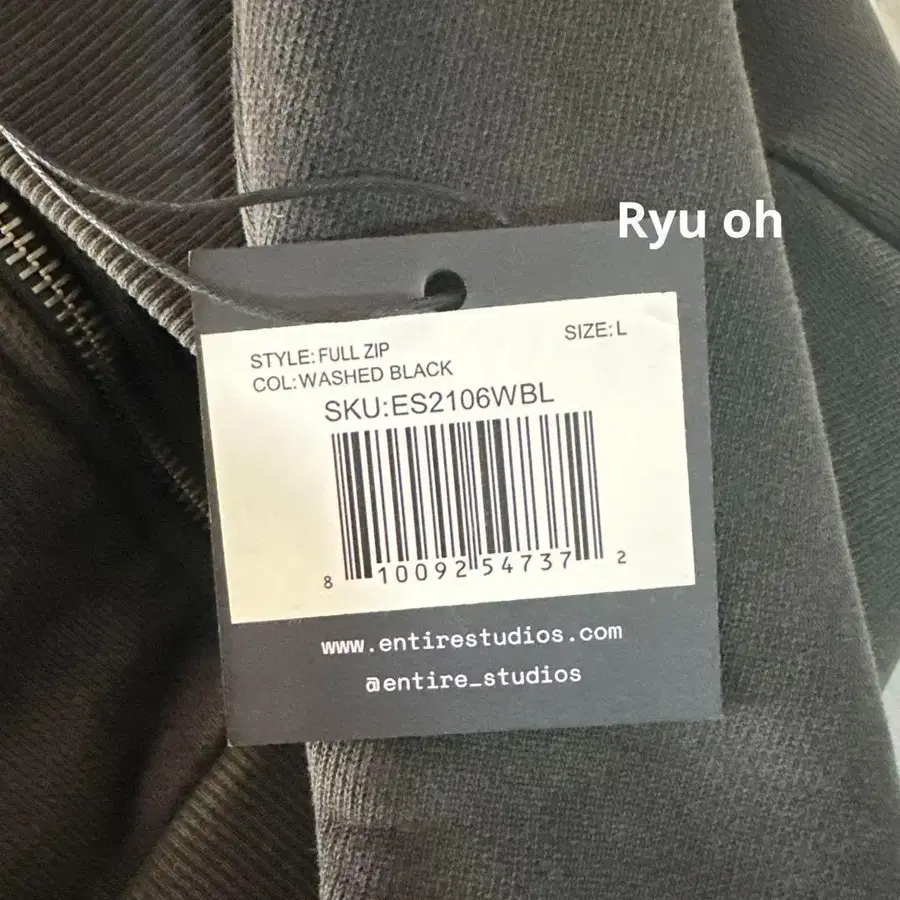 Ryu oh
STYLE: FULL ZIP
SIZE: L
COL: WASHED BLACK
SKU:ES2106WBL
8 10092 54737 2
www.entirestudios.com
@entire_studios